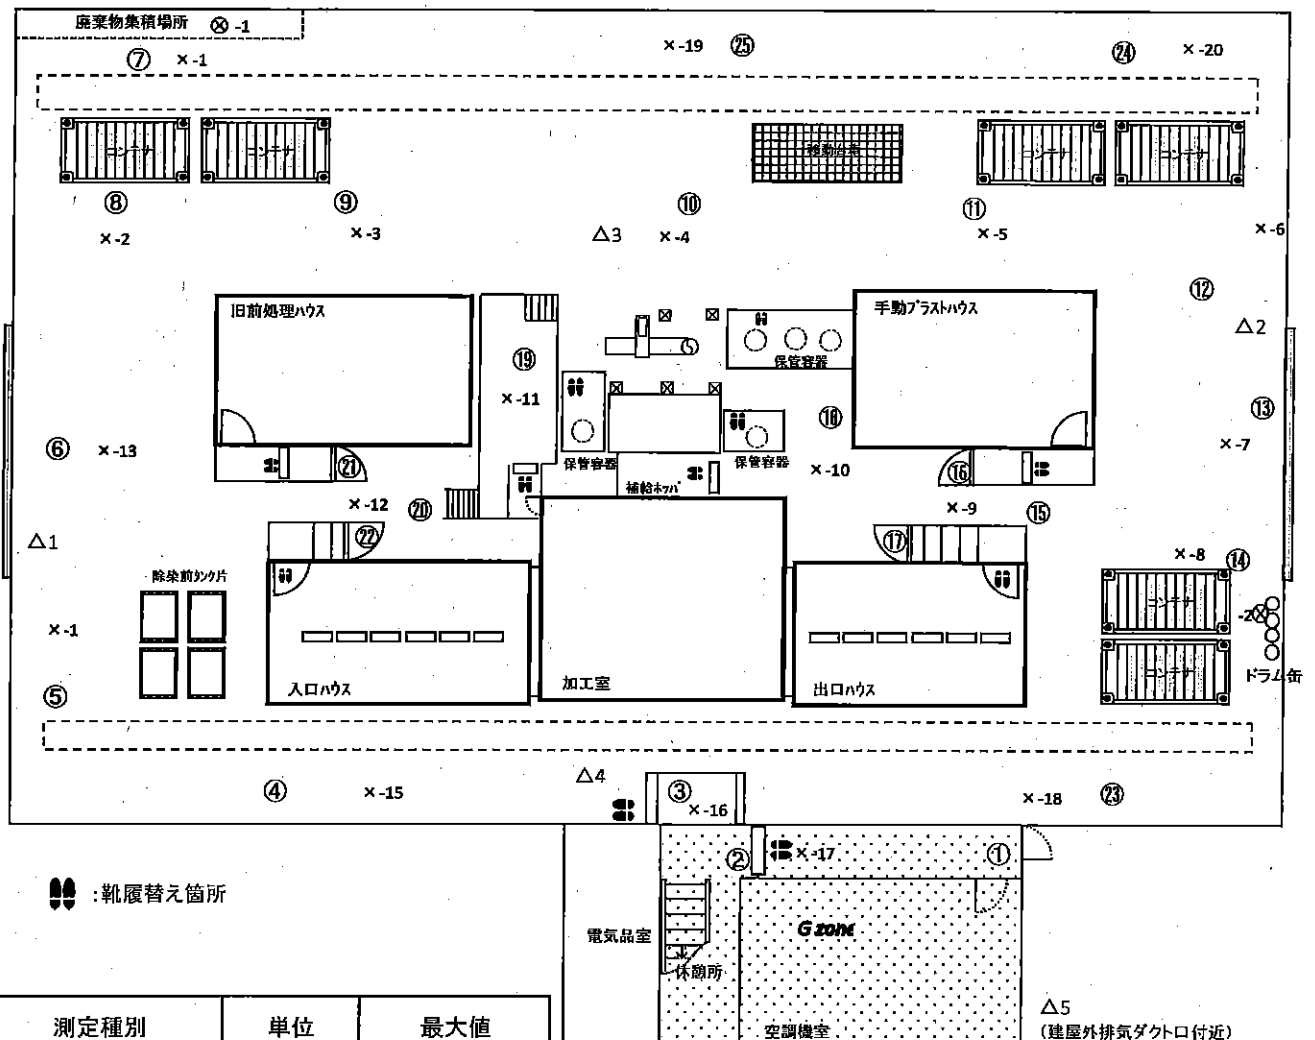 廃棄物集積場所 ⊗ -1
⑦ ×-1
×-19 ㉕
㉔ ×-20
コンテナ コンテナ 移動台車 コンテナ コンテナ
⑧ ⑨ ⑩ ⑪
×-2 ×-3 △3 ×-4 ×-5 ×-6
⑫
旧前処理ハウス 手動ブラストハウス
△2
⑲ 保管容器
×-11 ⑬
⑱
⑥ ×-13 ×-7
㉑ 保管容器 保管容器 ×-10 ⑯
補給ホッパ
×-12 ⑳ ×-9 ⑮
△1 ㉒ ⑰
×-8 ⑭
除染前タンク片
コンテナ -2⊗
×-1
コンテナ ドラム缶
⑤ 入口ハウス 加工室 出口ハウス
④ ×-15 △4 ③ ×-16 ×-18 ㉓
② ×-17 ①
:靴履替え箇所
電気品室 G zone
休憩所
測定種別 単位 最大値
空調機室
△5
(建屋外排気ダクト口付近)